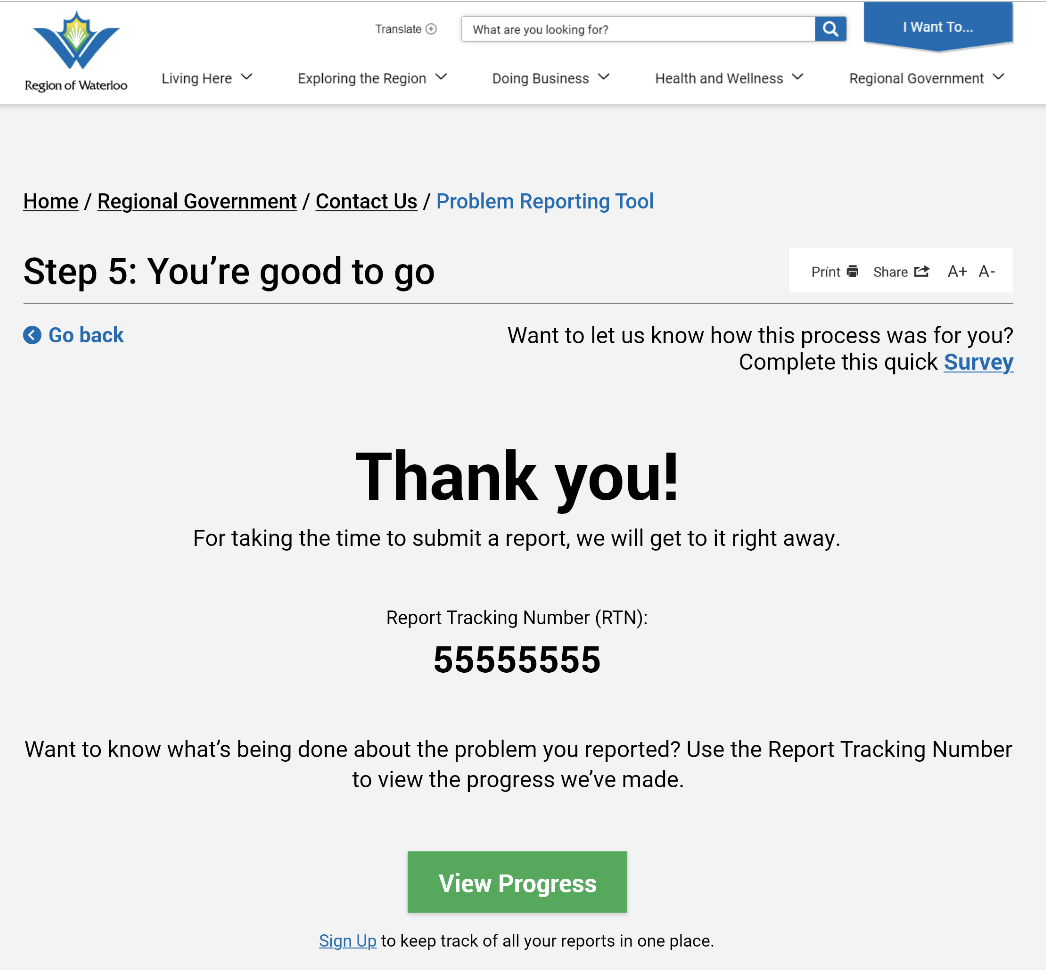 Translate
What are you looking for?
I Want To...
Region of Waterloo
Living Here
Exploring the Region
Doing Business
Health and Wellness
Regional Government
Home / Regional Government / Contact Us / Problem Reporting Tool
Step 5: You’re good to go
Print
Share
A+ A-
Go back
Want to let us know how this process was for you?
Complete this quick Survey
Thank you!
For taking the time to submit a report, we will get to it right away.
Report Tracking Number (RTN):
55555555
Want to know what’s being done about the problem you reported? Use the Report Tracking Number
to view the progress we’ve made.
View Progress
Sign Up to keep track of all your reports in one place.